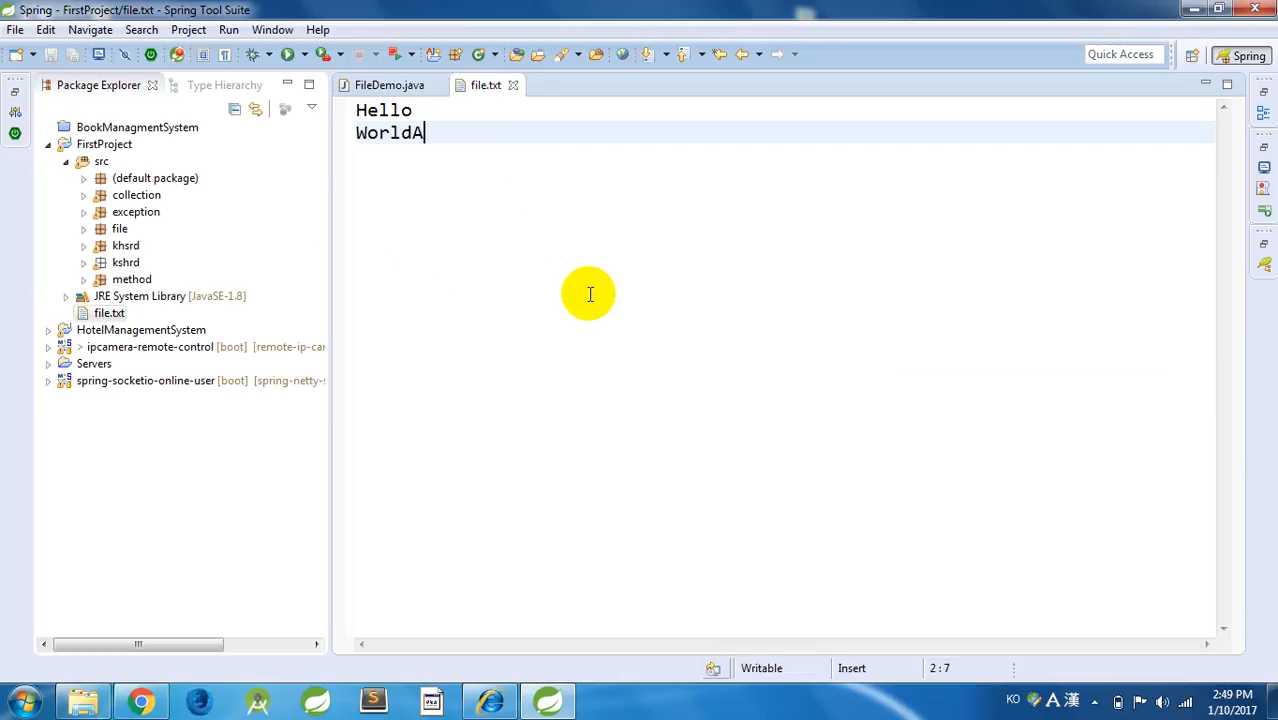 Spring - FirstProject/file.txt - Spring Tool Suite
File Edit Navigate Search Project Run Window Help
Quick Access
Spring
Package Explorer
Type Hierarchy
FileDemo.java
file.txt
Hello
WorldA
BookManagmentSystem
FirstProject
src
(default package)
collection
exception
file
khsrd
kshrd
method
JRE System Library [JavaSE-1.8]
file.txt
HotelManagementSystem
> ipcamera-remote-control [boot] [remote-ip-car
Servers
spring-socketio-online-user [boot] [spring-netty-s
Writable
Insert
2 : 7
KO
A 漢
2:49 PM
1/10/2017